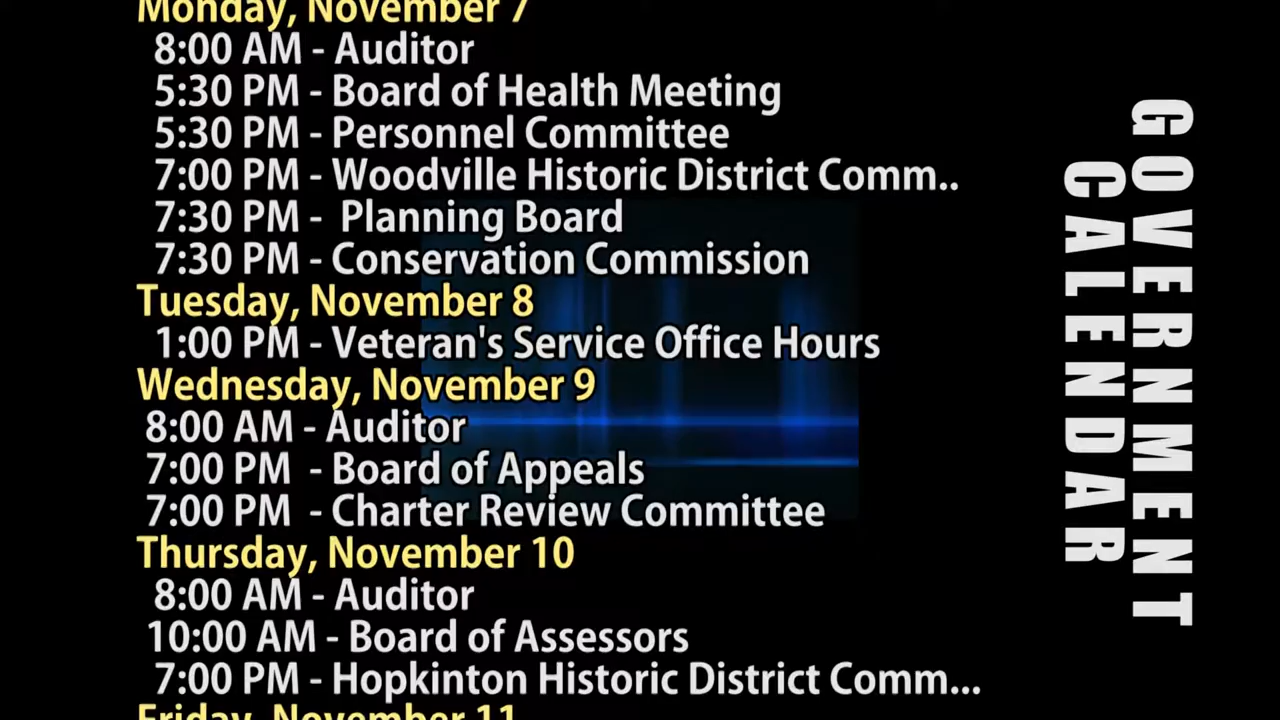 Monday, November 7
8:00 AM - Auditor
5:30 PM - Board of Health Meeting
5:30 PM - Personnel Committee
7:00 PM - Woodville Historic District Comm..
7:30 PM - Planning Board
7:30 PM - Conservation Commission
Tuesday, November 8
1:00 PM - Veteran's Service Office Hours
Wednesday, November 9
8:00 AM - Auditor
7:00 PM - Board of Appeals
7:00 PM - Charter Review Committee
Thursday, November 10
8:00 AM - Auditor
10:00 AM - Board of Assessors
7:00 PM - Hopkinton Historic District Comm...
Friday, November 11
GOVERNMENT
CALENDAR